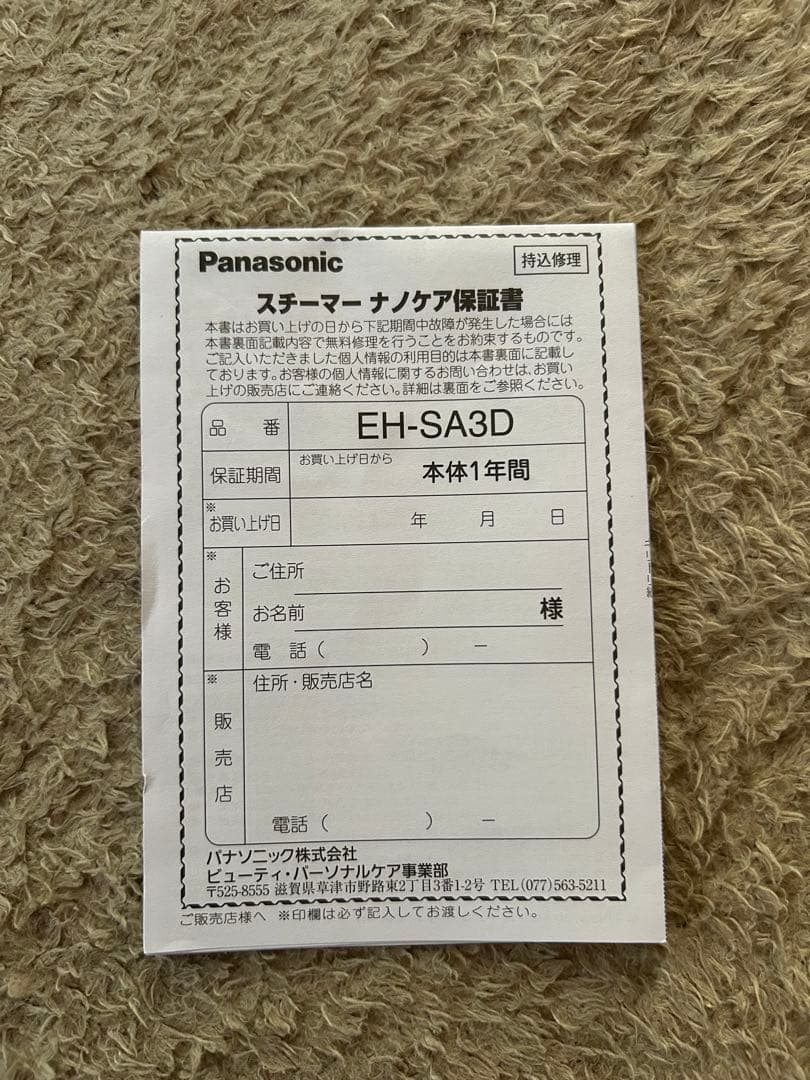 Panasonic
持込修理
スチーマー ナノケア保証書
本書はお買い上げの日から下記期間中故障が発生した場合には
本書裏面記載内容で無料修理を行うことをお約束するものです。
ご記入いただきました個人情報の利用目的は本書裏面に記載し
ております。お客様の個人情報に関するお問い合わせは、お買い
上げの販売店にご連絡ください。詳細は裏面をご参照ください。
品番 EH-SA3D
保証期間 お買い上げ日から 本体1年間
※お買い上げ日 年 月 日
※お客様
ご住所
お名前 様
電話( ) −
※販売店
住所・販売店名
電話( ) −
パナソニック株式会社
ビューティ・パーソナルケア事業部
〒525-8555 滋賀県草津市野路東2丁目3番1-2号 TEL(077)563-5211
ご販売店様へ ※印欄は必ず記入してお渡しください。